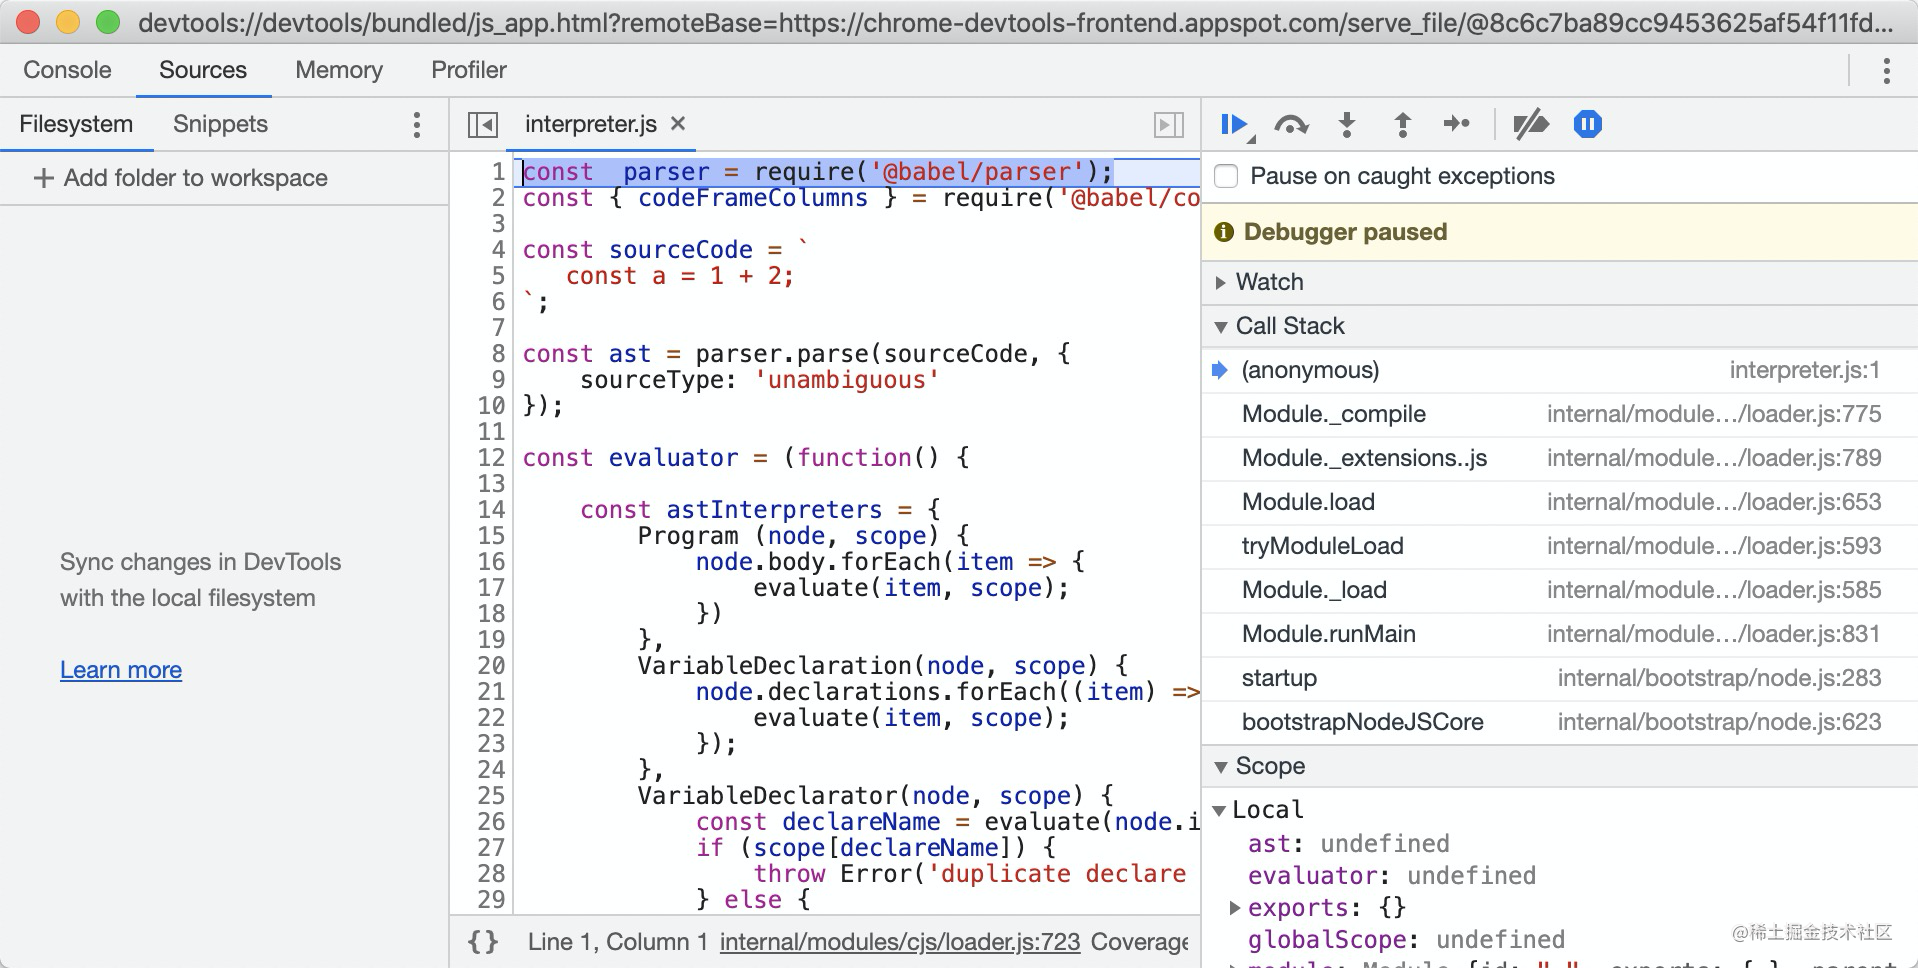 devtools://devtools/bundled/js_app.html?remoteBase=https://chrome-devtools-frontend.appspot.com/serve_file/@8c6c7ba89cc9453625af54f11fd...
Console Sources Memory Profiler
Filesystem Snippets
+ Add folder to workspace
Sync changes in DevTools
with the local filesystem
Learn more
interpreter.js ×
1 const  parser = require('@babel/parser');
2 const { codeFrameColumns } = require('@babel/co
3
4 const sourceCode = `
5    const a = 1 + 2;
6 `;
7
8 const ast = parser.parse(sourceCode, {
9     sourceType: 'unambiguous'
10 });
11
12 const evaluator = (function() {
13
14     const astInterpreters = {
15         Program (node, scope) {
16             node.body.forEach(item => {
17                 evaluate(item, scope);
18             })
19         },
20         VariableDeclaration(node, scope) {
21             node.declarations.forEach((item) =>
22                 evaluate(item, scope);
23             });
24         },
25         VariableDeclarator(node, scope) {
26             const declareName = evaluate(node.i
27             if (scope[declareName]) {
28                 throw Error('duplicate declare
29             } else {
{} Line 1, Column 1 internal/modules/cjs/loader.js:723 Coverage
Pause on caught exceptions
Debugger paused
Watch
Call Stack
(anonymous) interpreter.js:1
Module._compile internal/module…/loader.js:775
Module._extensions..js internal/module…/loader.js:789
Module.load internal/module…/loader.js:653
tryModuleLoad internal/module…/loader.js:593
Module._load internal/module…/loader.js:585
Module.runMain internal/module…/loader.js:831
startup internal/bootstrap/node.js:283
bootstrapNodeJSCore internal/bootstrap/node.js:623
Scope
Local
ast: undefined
evaluator: undefined
exports: {}
globalScope: undefined
module: Module {id: ".", exports: {…}, parent
@稀土掘金技术社区